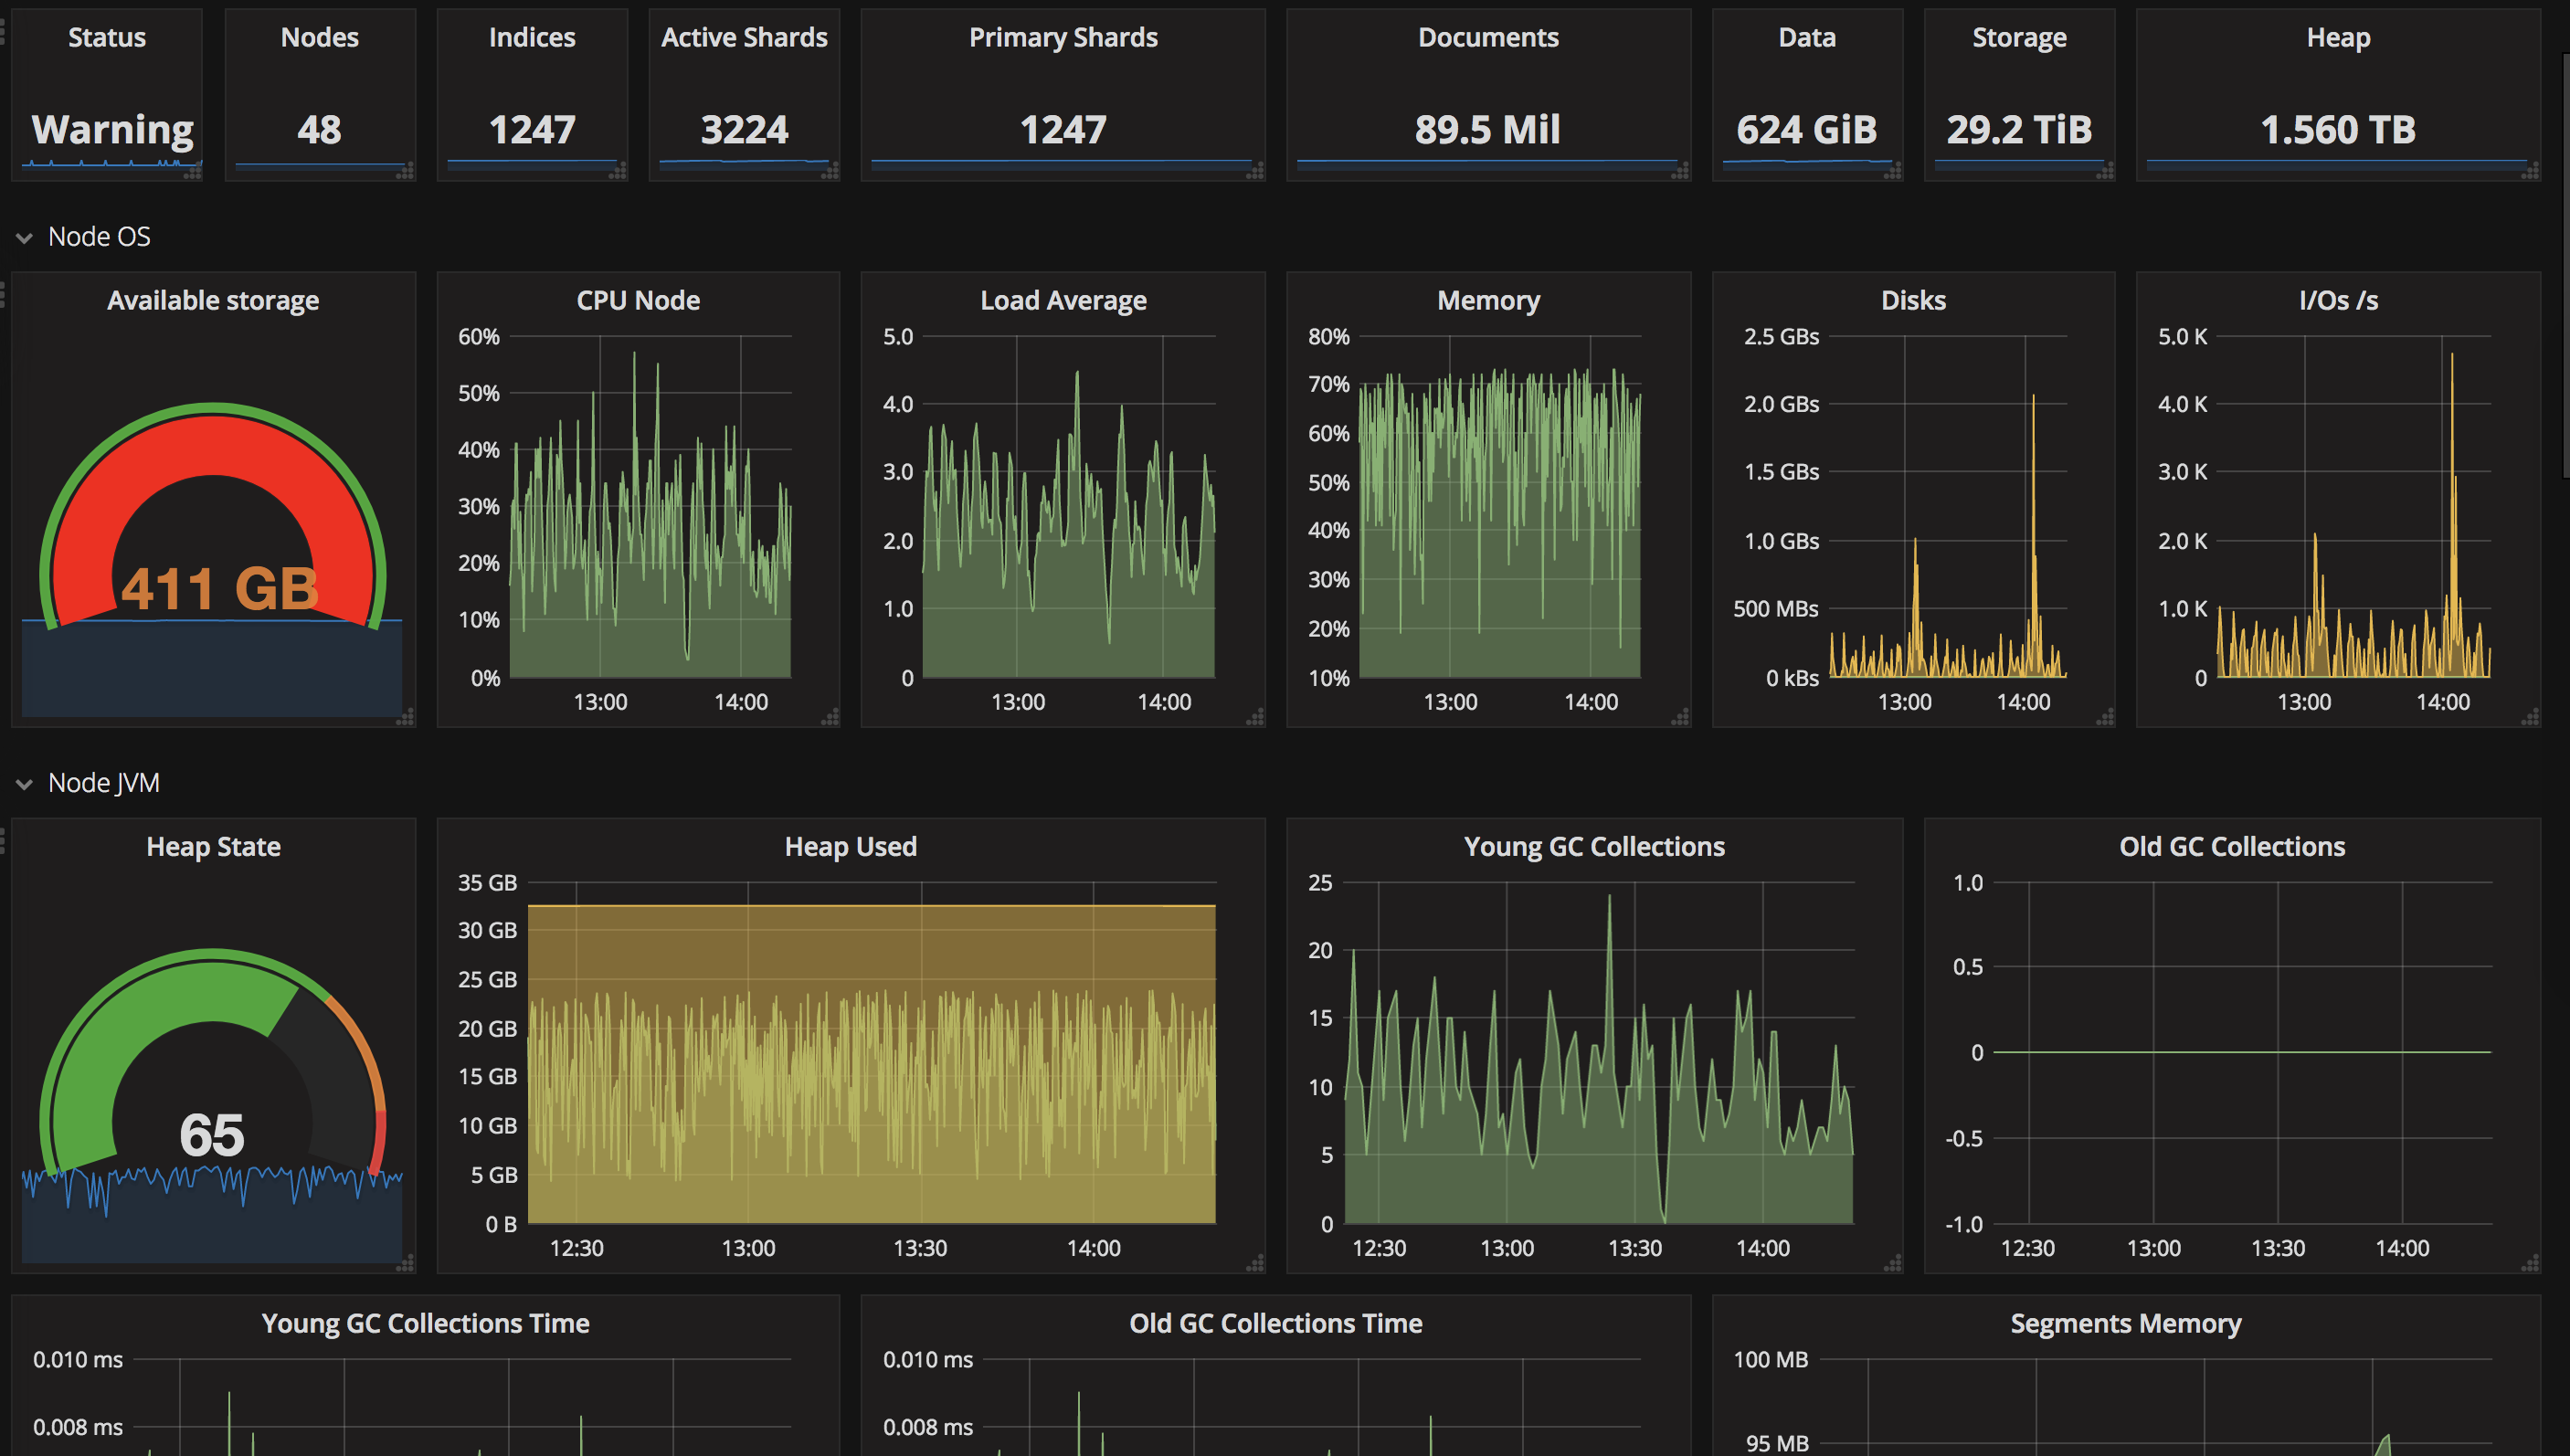 Status
Warning
Nodes
48
Indices
1247
Active Shards
3224
Primary Shards
1247
Documents
89.5 Mil
Data
624 GiB
Storage
29.2 TiB
Heap
1.560 TB
Node OS
Available storage
411 GB
CPU Node
60%
50%
40%
30%
20%
10%
0%
13:00 14:00
Load Average
5.0
4.0
3.0
2.0
1.0
0
13:00 14:00
Memory
80%
70%
60%
50%
40%
30%
20%
10%
13:00 14:00
Disks
2.5 GBs
2.0 GBs
1.5 GBs
1.0 GBs
500 MBs
0 kBs
13:00 14:00
I/Os /s
5.0 K
4.0 K
3.0 K
2.0 K
1.0 K
0
13:00 14:00
Node JVM
Heap State
65
Heap Used
35 GB
30 GB
25 GB
20 GB
15 GB
10 GB
5 GB
0 B
12:30 13:00 13:30 14:00
Young GC Collections
25
20
15
10
5
0
12:30 13:00 13:30 14:00
Old GC Collections
1.0
0.5
0
-0.5
-1.0
12:30 13:00 13:30 14:00
Young GC Collections Time
0.010 ms
0.008 ms
Old GC Collections Time
0.010 ms
0.008 ms
Segments Memory
100 MB
95 MB